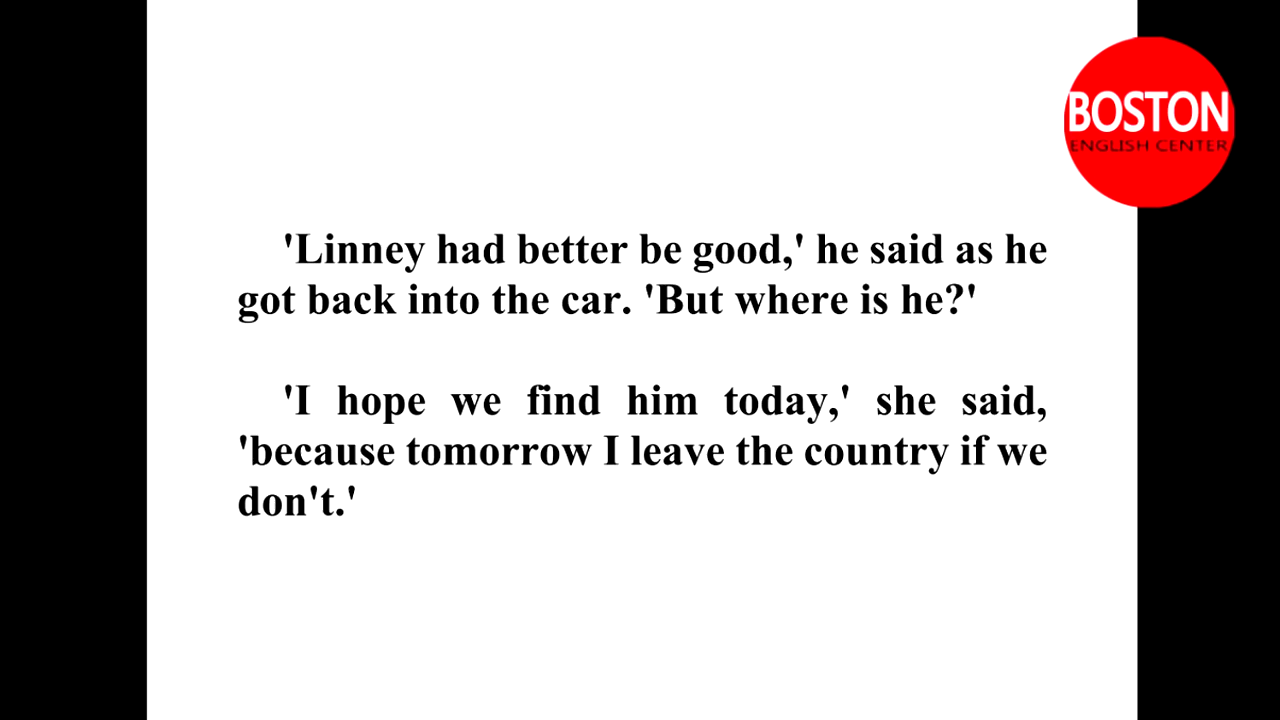 BOSTON
ENGLISH CENTER
'Linney had better be good,' he said as he
got back into the car. 'But where is he?'
'I hope we find him today,' she said,
'because tomorrow I leave the country if we
don't.'